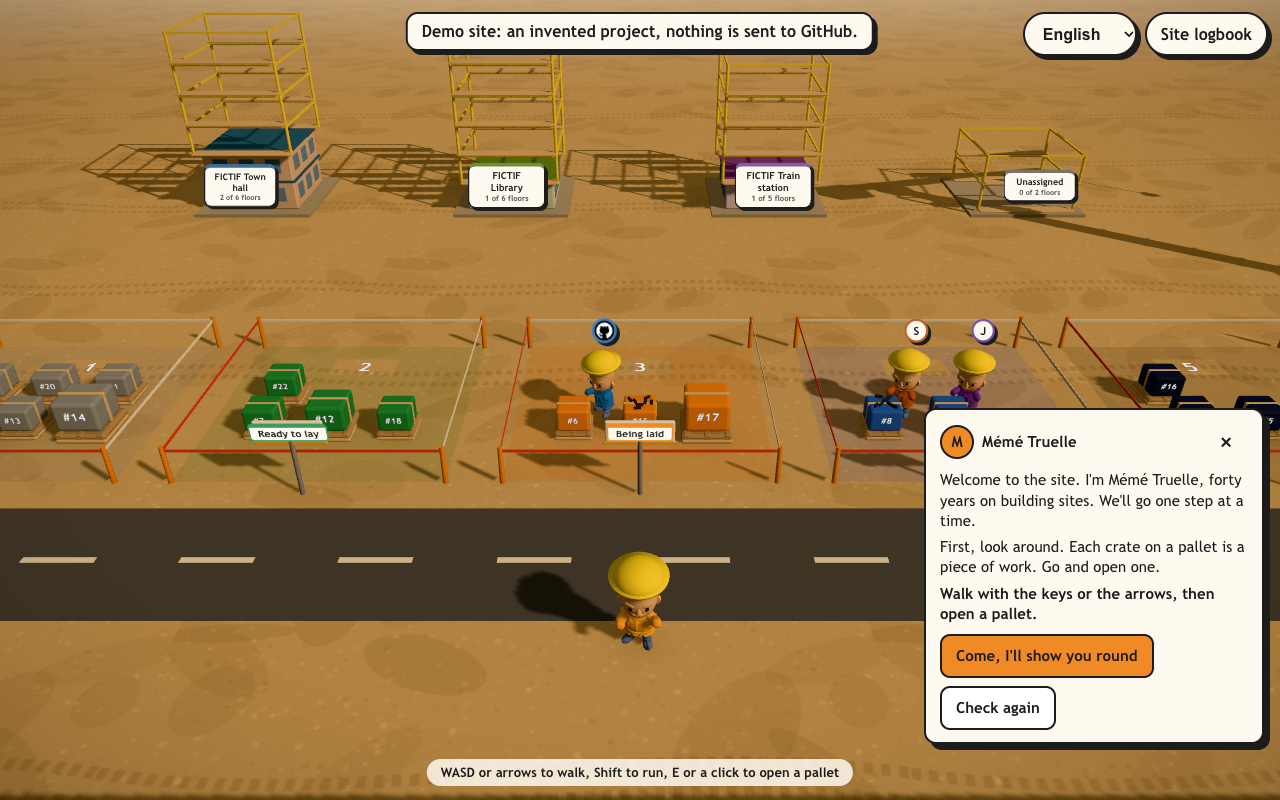 Demo site: an invented project, nothing is sent to GitHub.
English
Site logbook
FICTIF Town
hall
2 of 6 floors
FICTIF
Library
1 of 6 floors
FICTIF Train
station
1 of 5 floors
Unassigned
0 of 2 floors
S
J
1
2
3
5
#20
#13
#14
#22
#12
#18
Ready to lay
#6
#17
Being laid
#8
#16
M
Mémé Truelle
Welcome to the site. I'm Mémé Truelle, forty
years on building sites. We'll go one step at a
time.
First, look around. Each crate on a pallet is a
piece of work. Go and open one.
Walk with the keys or the arrows, then
open a pallet.
Come, I'll show you round
Check again
WASD or arrows to walk, Shift to run, E or a click to open a pallet